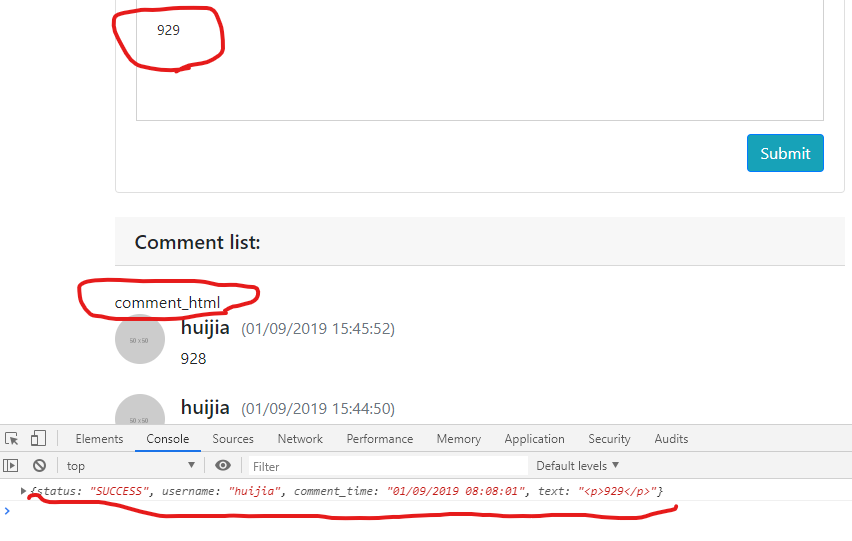 929
Submit
Comment list:
comment_html
50 x 50
huijia (01/09/2019 15:45:52)
928
50 x 50
huijia (01/09/2019 15:44:50)
Elements Console Sources Network Performance Memory Application Security Audits
top Filter Default levels
{status: "SUCCESS", username: "huijia", comment_time: "01/09/2019 08:08:01", text: "<p>929</p>"}